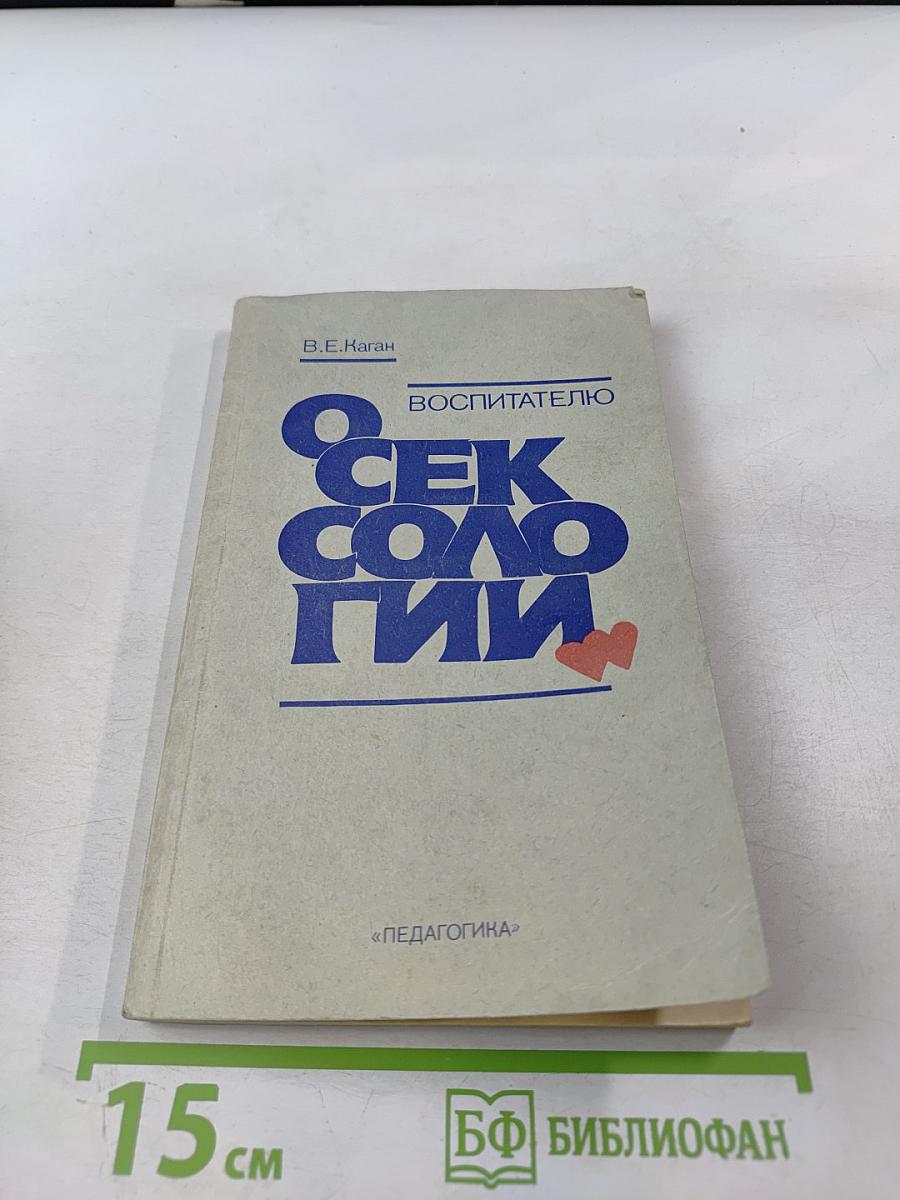 В.Е.Каган
ВОСПИТАТЕЛЮ
О
СЕК
СОЛО
ГИИ
«ПЕДАГОГИКА»
15 см
БФ БИБЛИОФАН